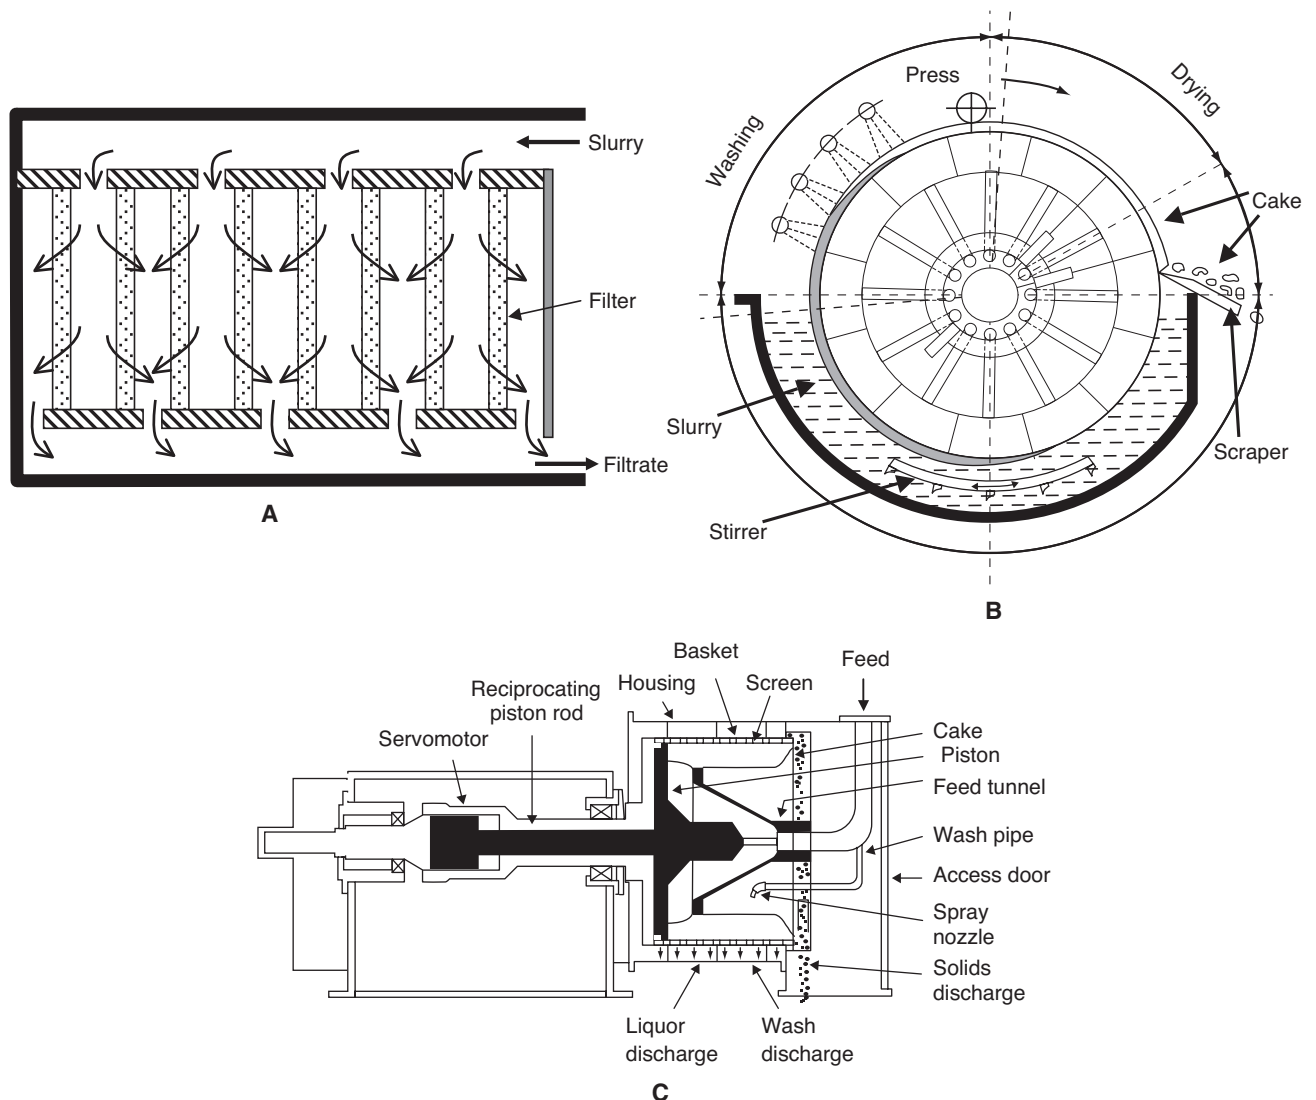 Slurry
Filter
Filtrate
A
Press
Drying
Washing
Cake
Slurry
Scraper
Stirrer
B
Basket
Feed
Housing
Screen
Reciprocating
piston rod
Servomotor
Cake
Piston
Feed tunnel
Wash pipe
Access door
Spray
nozzle
Solids
discharge
Liquor
discharge
Wash
discharge
C